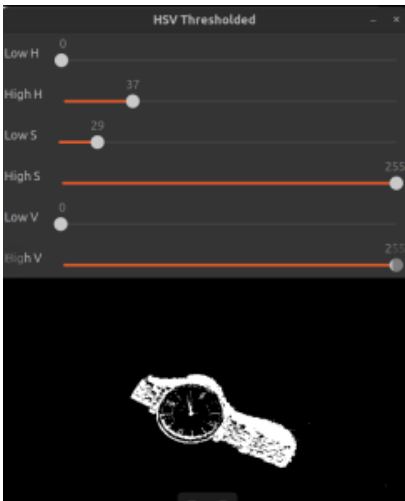 HSV Thresholded
0
Low H
37
High H
29
Low S
255
High S
0
Low V
255
High V